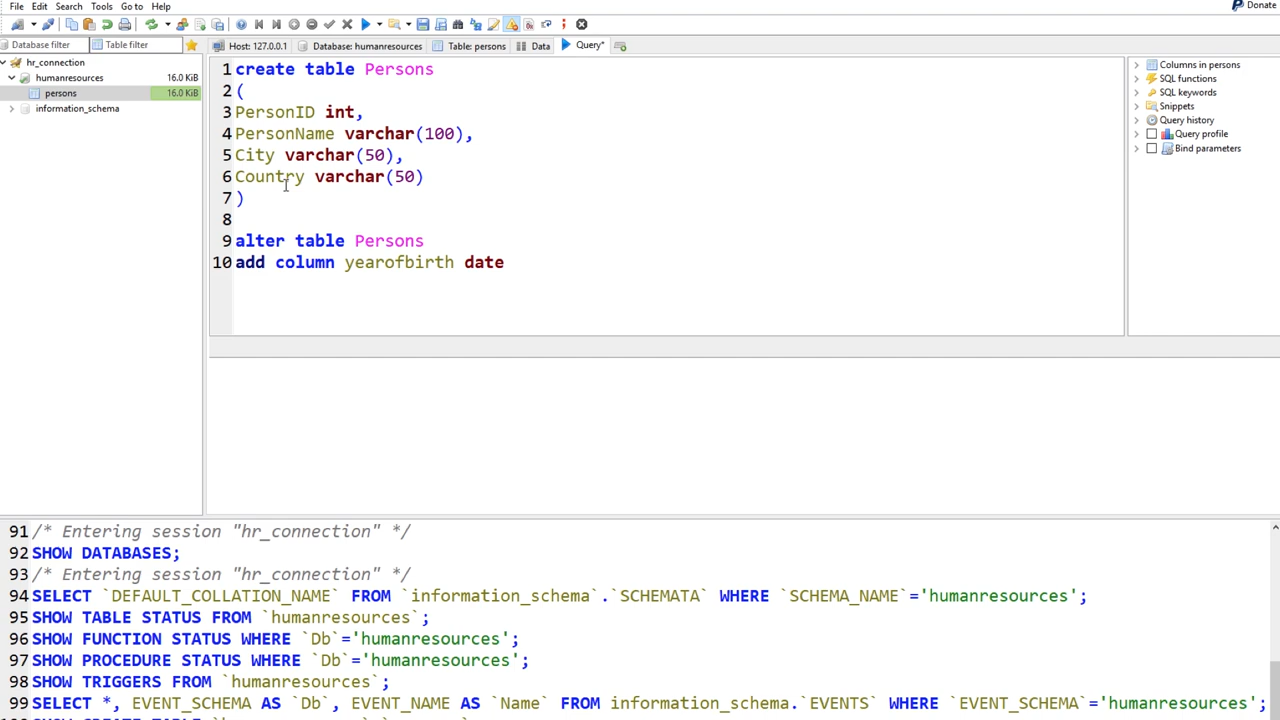 File Edit Search Tools Go to Help
Donate
Database filter Table filter Host: 127.0.0.1 Database: humanresources Table: persons Data Query*
hr_connection
humanresources 16.0 KiB
persons 16.0 KiB
information_schema
1 create table Persons
2 (
3 PersonID int,
4 PersonName varchar(100),
5 City varchar(50),
6 Country varchar(50)
7 )
8
9 alter table Persons
10 add column yearofbirth date
Columns in persons
SQL functions
SQL keywords
Snippets
Query history
Query profile
Bind parameters
91 /* Entering session "hr_connection" */
92 SHOW DATABASES;
93 /* Entering session "hr_connection" */
94 SELECT `DEFAULT_COLLATION_NAME` FROM `information_schema`.`SCHEMATA` WHERE `SCHEMA_NAME`='humanresources';
95 SHOW TABLE STATUS FROM `humanresources`;
96 SHOW FUNCTION STATUS WHERE `Db`='humanresources';
97 SHOW PROCEDURE STATUS WHERE `Db`='humanresources';
98 SHOW TRIGGERS FROM `humanresources`;
99 SELECT *, EVENT_SCHEMA AS `Db`, EVENT_NAME AS `Name` FROM information_schema.`EVENTS` WHERE `EVENT_SCHEMA`='humanresources';